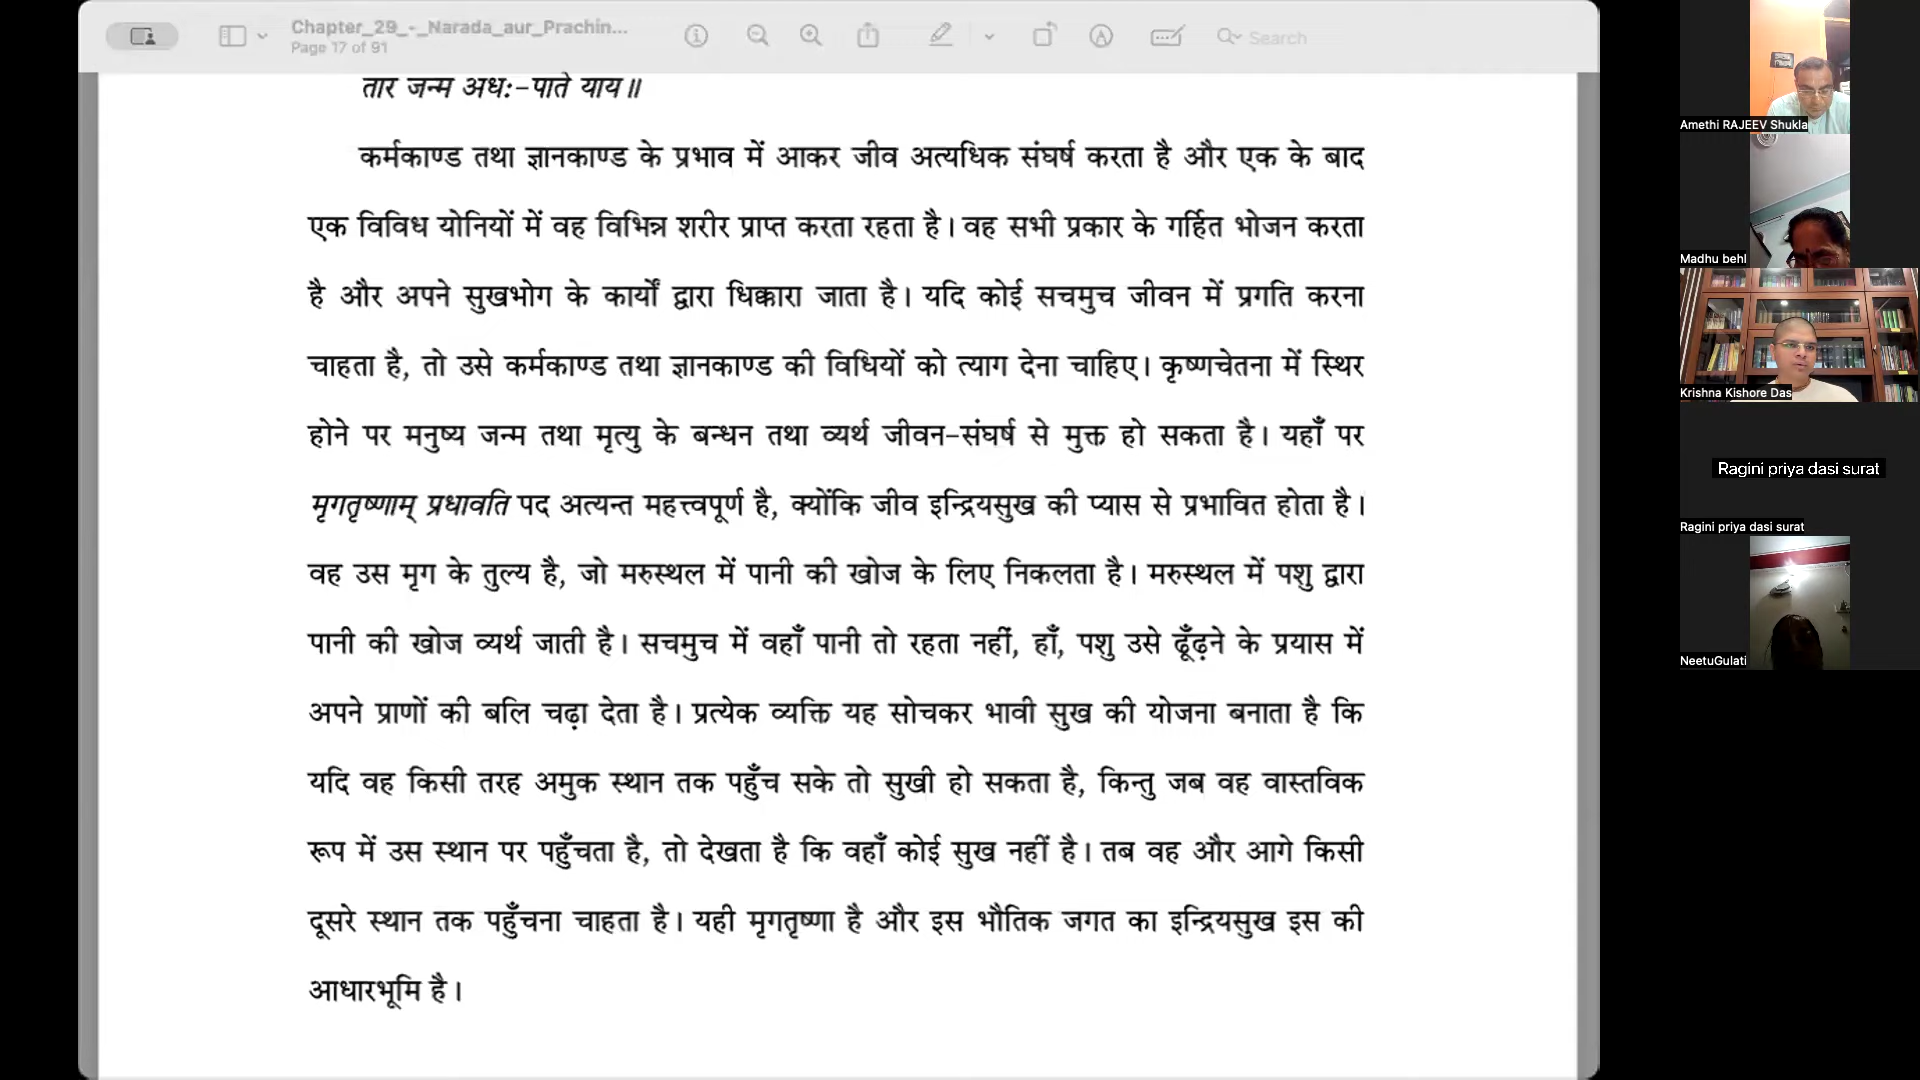 Chapter_29_-_Narada_aur_Prachin...
Page 17 of 91
Search
तार जन्म अधः-पाते याय॥
कर्मकाण्ड तथा ज्ञानकाण्ड के प्रभाव में आकर जीव अत्यधिक संघर्ष करता है और एक के बाद
एक विविध योनियों में वह विभिन्न शरीर प्राप्त करता रहता है। वह सभी प्रकार के गर्हित भोजन करता
है और अपने सुखभोग के कार्यों द्वारा धिक्कारा जाता है। यदि कोई सचमुच जीवन में प्रगति करना
चाहता है, तो उसे कर्मकाण्ड तथा ज्ञानकाण्ड की विधियों को त्याग देना चाहिए। कृष्णचेतना में स्थिर
होने पर मनुष्य जन्म तथा मृत्यु के बन्धन तथा व्यर्थ जीवन-संघर्ष से मुक्त हो सकता है। यहाँ पर
मृगतृष्णाम् प्रधावति पद अत्यन्त महत्त्वपूर्ण है, क्योंकि जीव इन्द्रियसुख की प्यास से प्रभावित होता है।
वह उस मृग के तुल्य है, जो मरुस्थल में पानी की खोज के लिए निकलता है। मरुस्थल में पशु द्वारा
पानी की खोज व्यर्थ जाती है। सचमुच में वहाँ पानी तो रहता नहीं, हाँ, पशु उसे ढूँढ़ने के प्रयास में
अपने प्राणों की बलि चढ़ा देता है। प्रत्येक व्यक्ति यह सोचकर भावी सुख की योजना बनाता है कि
यदि वह किसी तरह अमुक स्थान तक पहुँच सके तो सुखी हो सकता है, किन्तु जब वह वास्तविक
रूप में उस स्थान पर पहुँचता है, तो देखता है कि वहाँ कोई सुख नहीं है। तब वह और आगे किसी
दूसरे स्थान तक पहुँचना चाहता है। यही मृगतृष्णा है और इस भौतिक जगत का इन्द्रियसुख इस की
आधारभूमि है।
Amethi RAJEEV Shukla
Madhu behl
Krishna Kishore Das
Ragini priya dasi surat
Ragini priya dasi surat
NeetuGulati